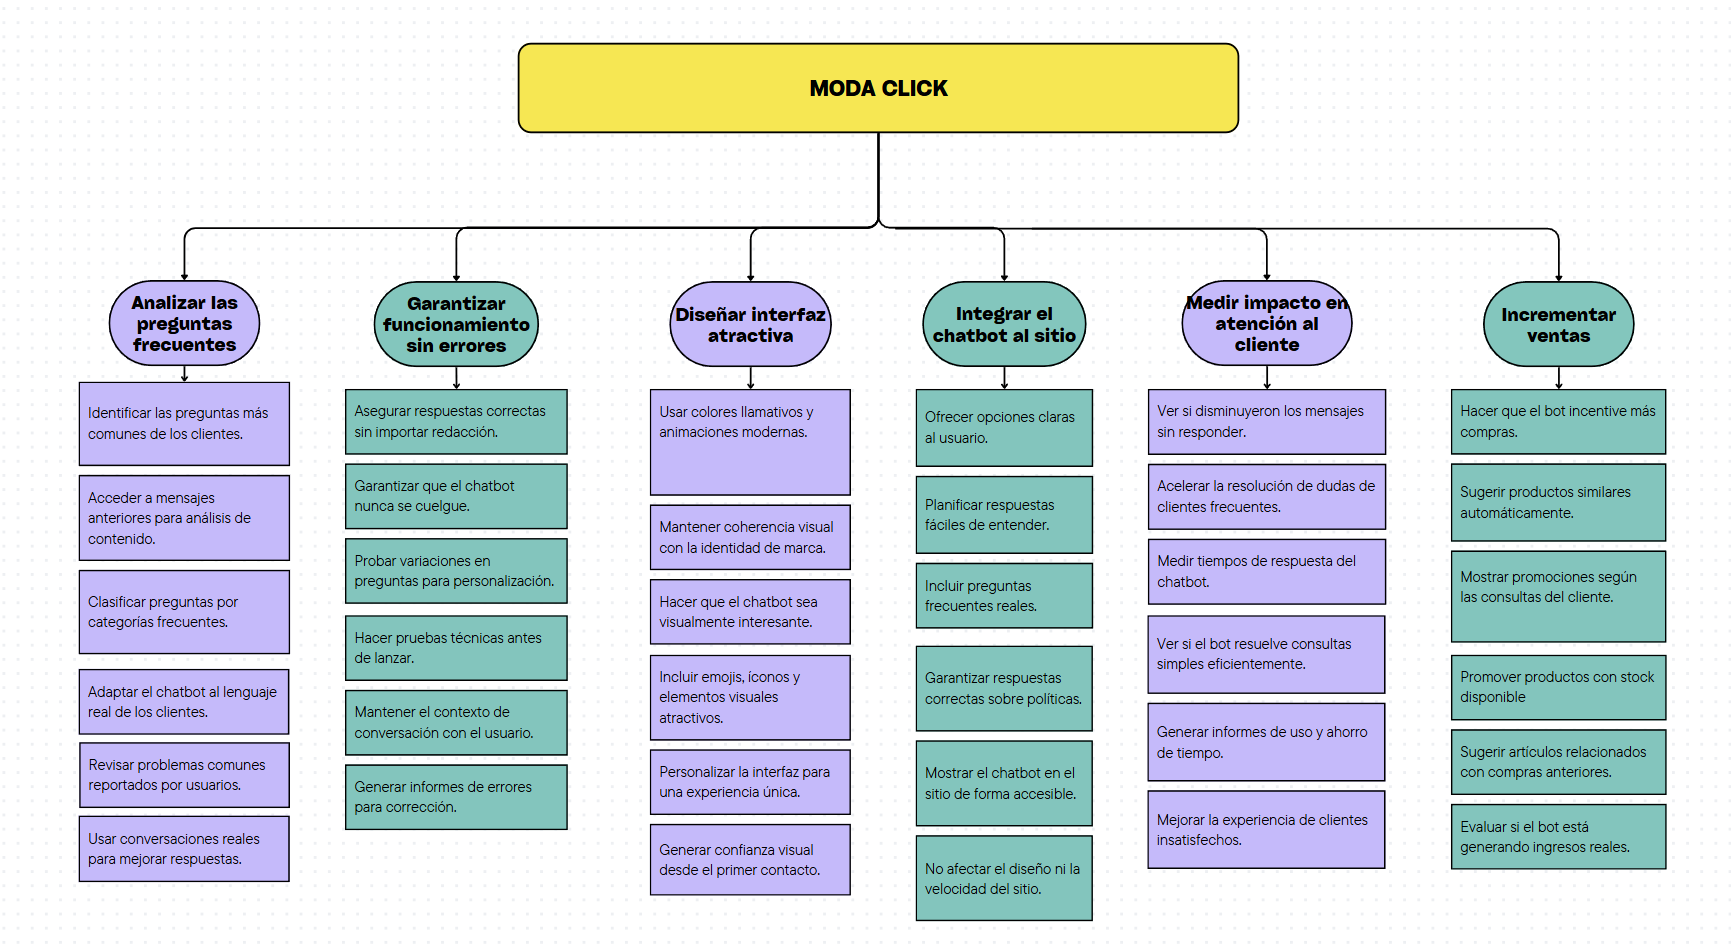 MODA CLICK
Analizar las
preguntas
frecuentes
Identificar las preguntas más
comunes de los clientes.
Acceder a mensajes
anteriores para análisis de
contenido.
Clasificar preguntas por
categorías frecuentes.
Adaptar el chatbot al lenguaje
real de los clientes.
Revisar problemas comunes
reportados por usuarios.
Usar conversaciones reales
para mejorar respuestas.
Garantizar
funcionamiento
sin errores
Asegurar respuestas correctas
sin importar redacción.
Garantizar que el chatbot
nunca se cuelgue.
Probar variaciones en
preguntas para personalización.
Hacer pruebas técnicas antes
de lanzar.
Mantener el contexto de
conversación con el usuario.
Generar informes de errores
para corrección.
Diseñar interfaz
atractiva
Usar colores llamativos y
animaciones modernas.
Mantener coherencia visual
con la identidad de marca.
Hacer que el chatbot sea
visualmente interesante.
Incluir emojis, íconos y
elementos visuales
atractivos.
Personalizar la interfaz para
una experiencia única.
Generar confianza visual
desde el primer contacto.
Integrar el
chatbot al sitio
Ofrecer opciones claras
al usuario.
Planificar respuestas
fáciles de entender.
Incluir preguntas
frecuentes reales.
Garantizar respuestas
correctas sobre políticas.
Mostrar el chatbot en el
sitio de forma accesible.
No afectar el diseño ni la
velocidad del sitio.
Medir impacto en
atención al
cliente
Ver si disminuyeron los mensajes
sin responder.
Acelerar la resolución de dudas de
clientes frecuentes.
Medir tiempos de respuesta del
chatbot.
Ver si el bot resuelve consultas
simples eficientemente.
Generar informes de uso y ahorro
de tiempo.
Mejorar la experiencia de clientes
insatisfechos.
Incrementar
ventas
Hacer que el bot incentive más
compras.
Sugerir productos similares
automáticamente.
Mostrar promociones según
las consultas del cliente.
Promover productos con stock
disponible
Sugerir artículos relacionados
con compras anteriores.
Evaluar si el bot está
generando ingresos reales.